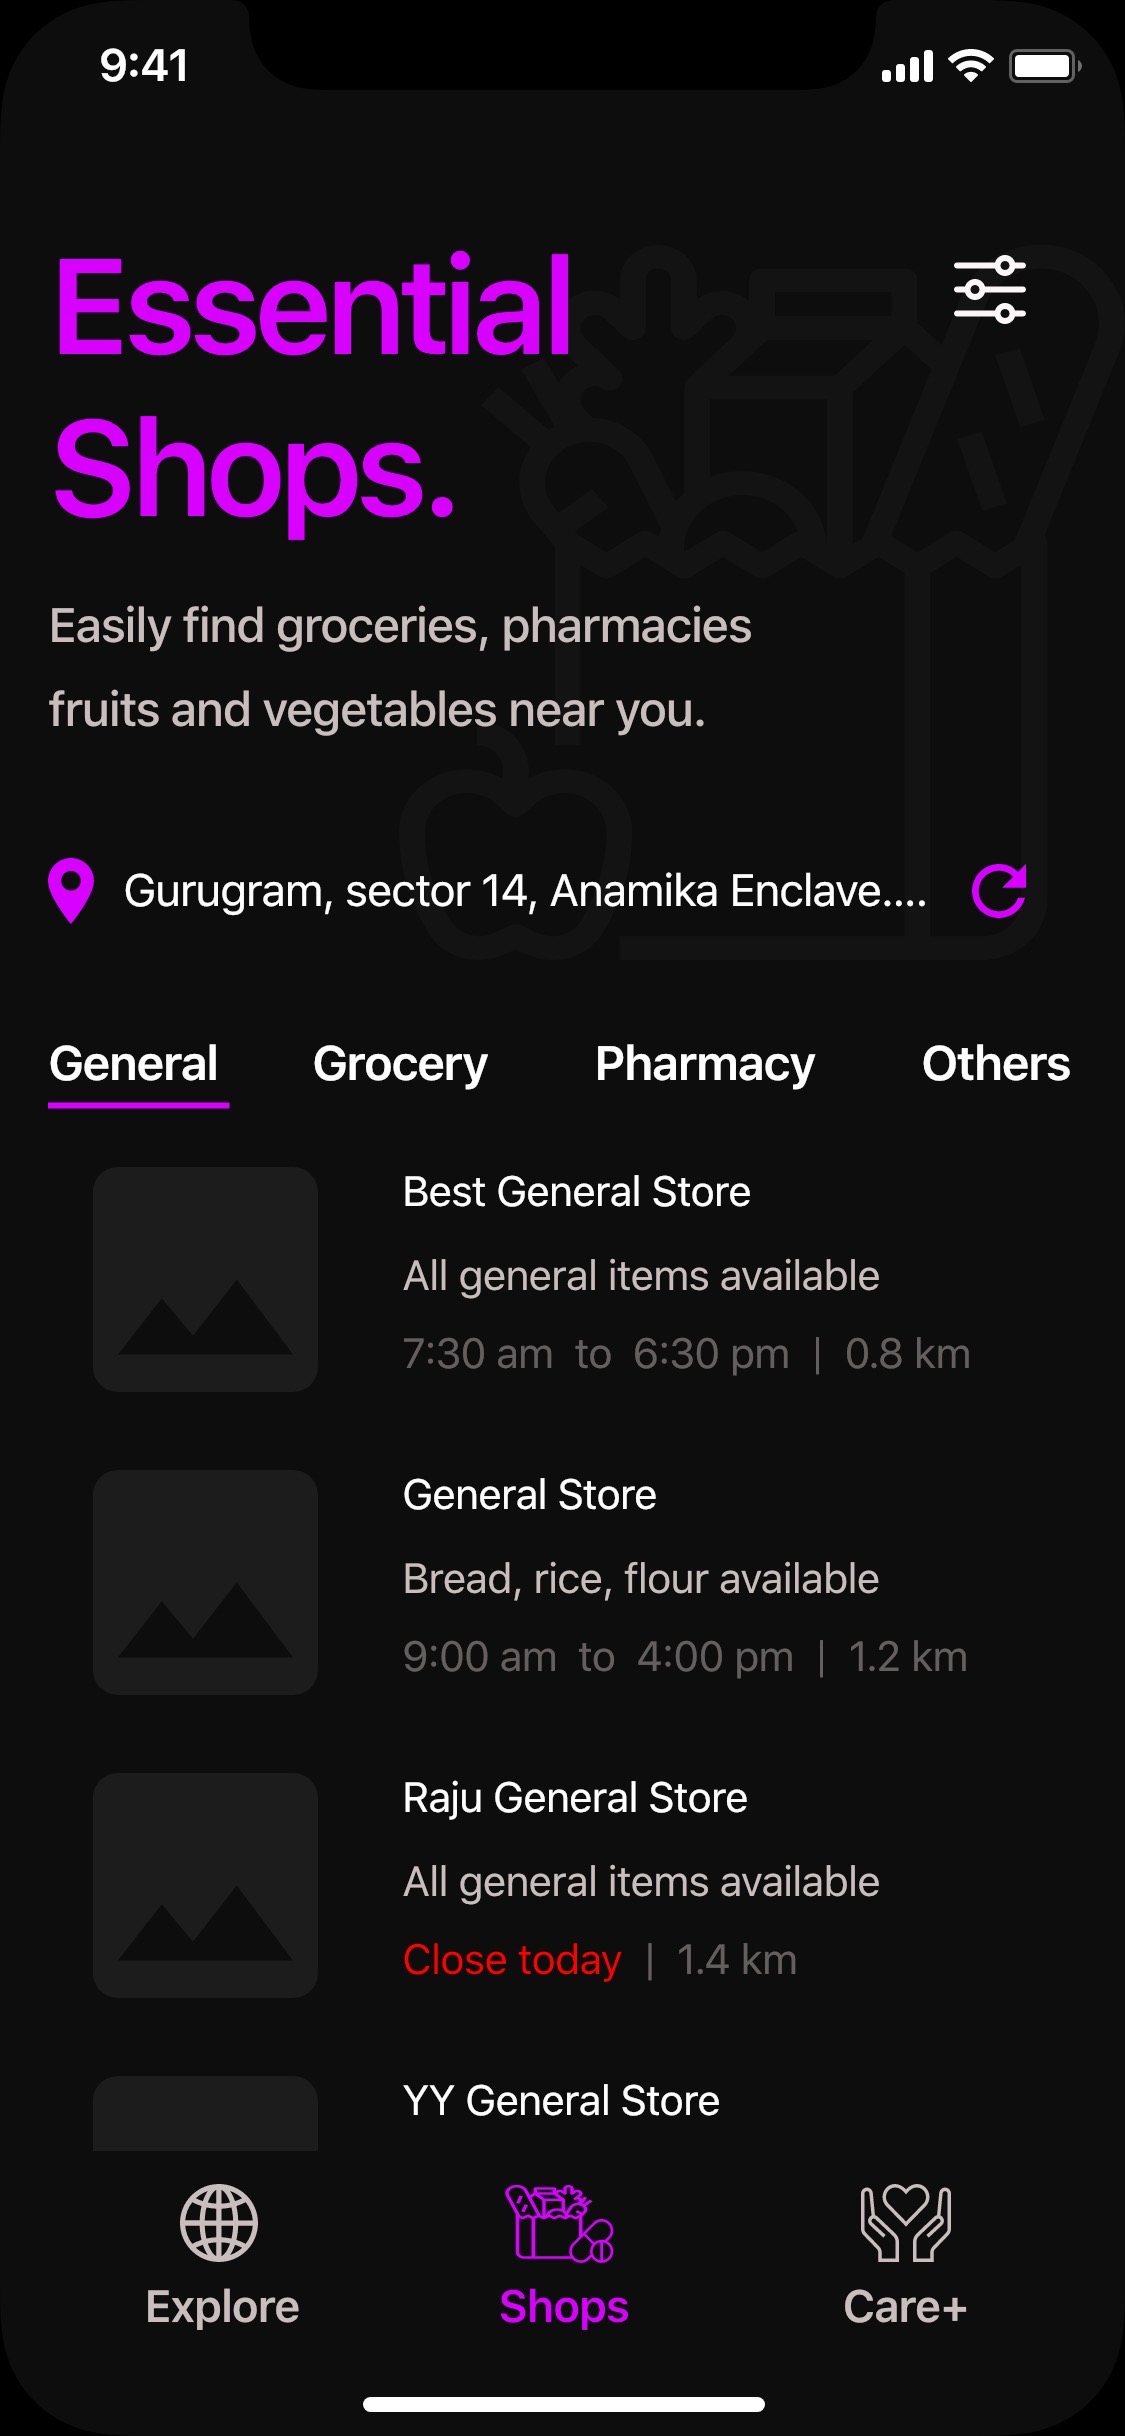 9:41
Essential
Shops.
Easily find groceries, pharmacies
fruits and vegetables near you.
Gurugram, sector 14, Anamika Enclave....
General Grocery Pharmacy Others
Best General Store
All general items available
7:30 am to 6:30 pm | 0.8 km
General Store
Bread, rice, flour available
9:00 am to 4:00 pm | 1.2 km
Raju General Store
All general items available
Close today | 1.4 km
YY General Store
Explore Shops Care+